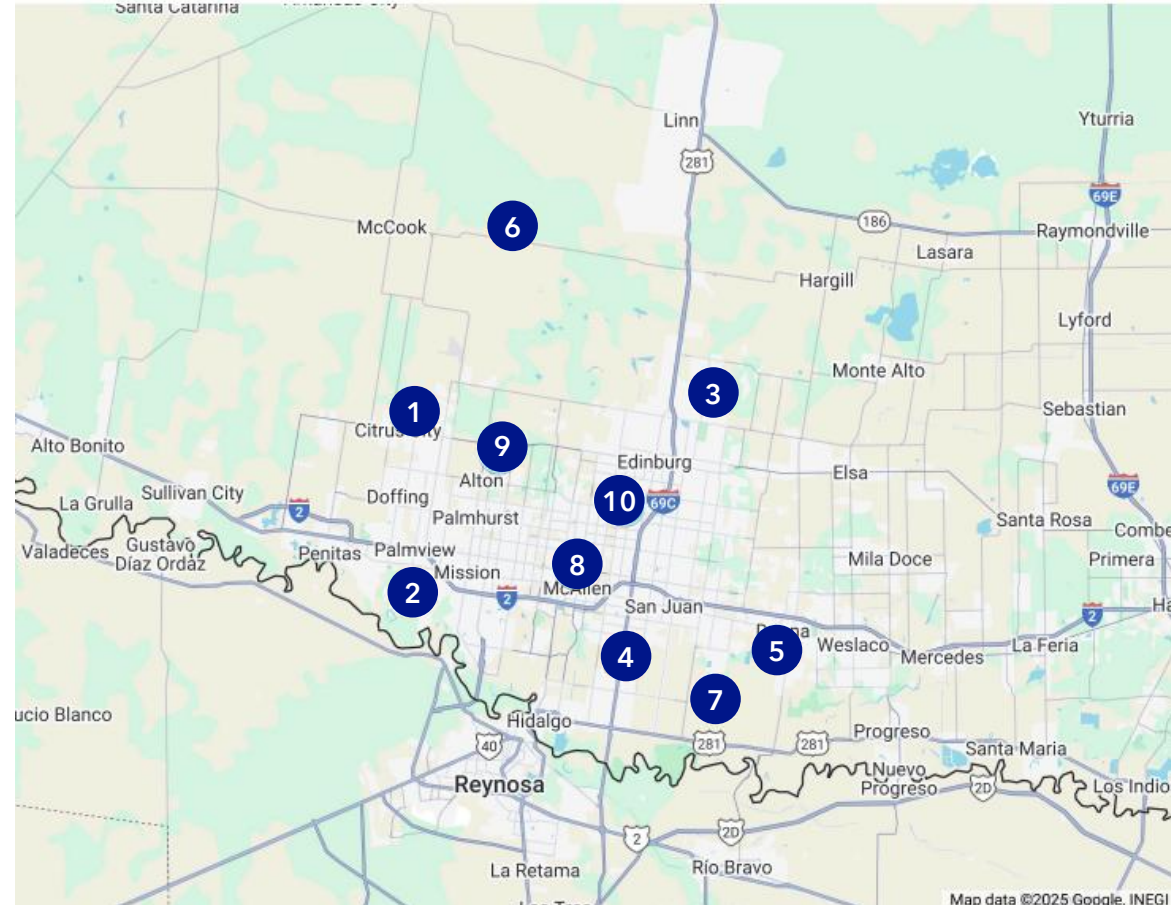 Santa Catarina
Linn
Yturria
281
69E
186
McCook
6
Raymondville
Lasara
Hargill
Lyford
Monte Alto
3
1
Sebastian
Citrus City
Alto Bonito
9
Edinburg
Elsa
Alton
69E
Sullivan City
Doffing
10
69C
La Grulla
2
Palmhurst
Santa Rosa
Combe
Valadeces
Gustavo
Díaz Ordaz
Penitas
Palmview
Mila Doce
Primera
8
Mission
McAllen
2
2
San Juan
2
Ha
5
Weslaco
La Feria
4
Mercedes
7
ucio Blanco
Hidalgo
40
281
281
Progreso
Santa Maria
Reynosa
Nuevo
Progreso
2D
Los Indio
2
2D
La Retama
Río Bravo
Map data ©2025 Google, INEGI